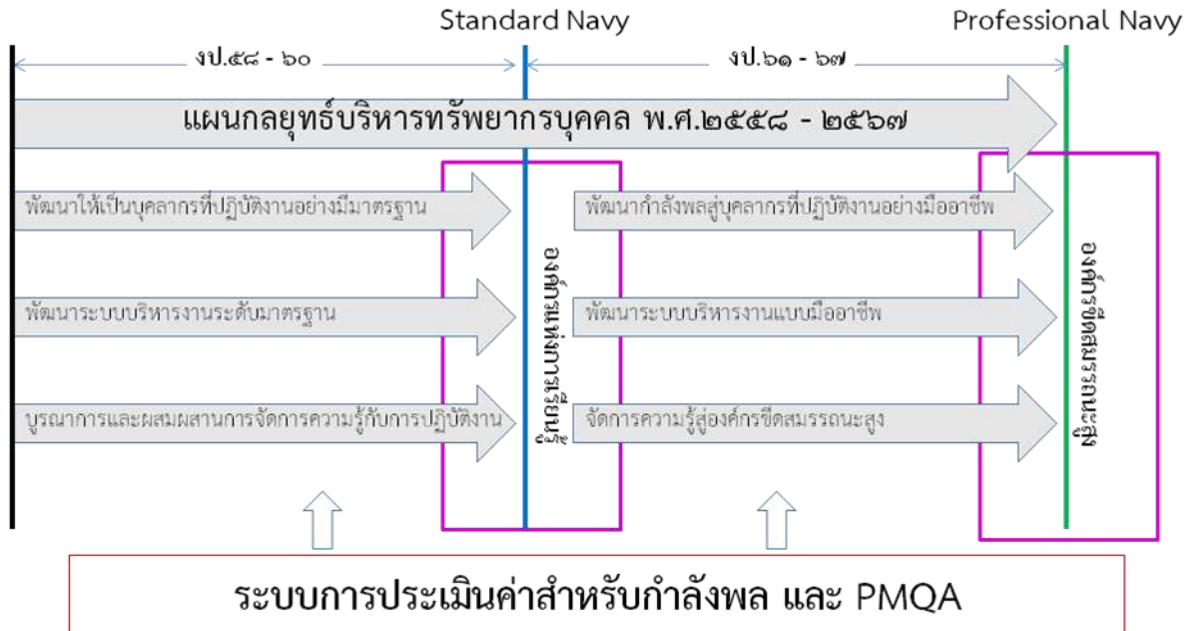 Standard Navy
Professional Navy
งป.๕๘ - ๖๐
งป.๖๑ - ๖๗
แผนกลยุทธ์บริหารทรัพยากรบุคคล พ.ศ.๒๕๕๘ - ๒๕๖๗
พัฒนาให้เป็นบุคลากรที่ปฏิบัติงานอย่างมีมาตรฐาน
พัฒนากำลังพลสู่บุคลากรที่ปฏิบัติงานอย่างมืออาชีพ
พัฒนาระบบบริหารงานระดับมาตรฐาน
พัฒนาระบบบริหารงานแบบมืออาชีพ
บูรณาการและผสมผสานการจัดการความรู้กับการปฏิบัติงาน
จัดการความรู้สู่องค์กรขีดสมรรถนะสูง
องค์กรแห่งการเรียนรู้
องค์กรขีดสมรรถนะสูง
ระบบการประเมินค่าสำหรับกำลังพล และ PMQA